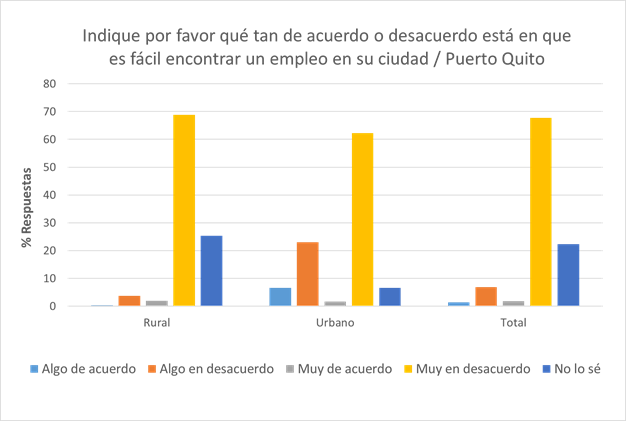 Indique por favor qué tan de acuerdo o desacuerdo está en que
es fácil encontrar un empleo en su ciudad / Puerto Quito
80
70
60
50
40
30
20
10
0
% Respuestas
Rural
Urbano
Total
Algo de acuerdo
Algo en desacuerdo
Muy de acuerdo
Muy en desacuerdo
No lo sé